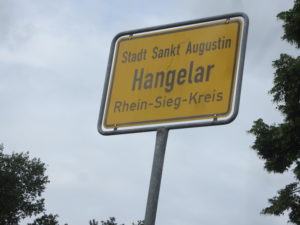 Stadt Sankt Augustin
Hangelar
Rhein-Sieg-Kreis